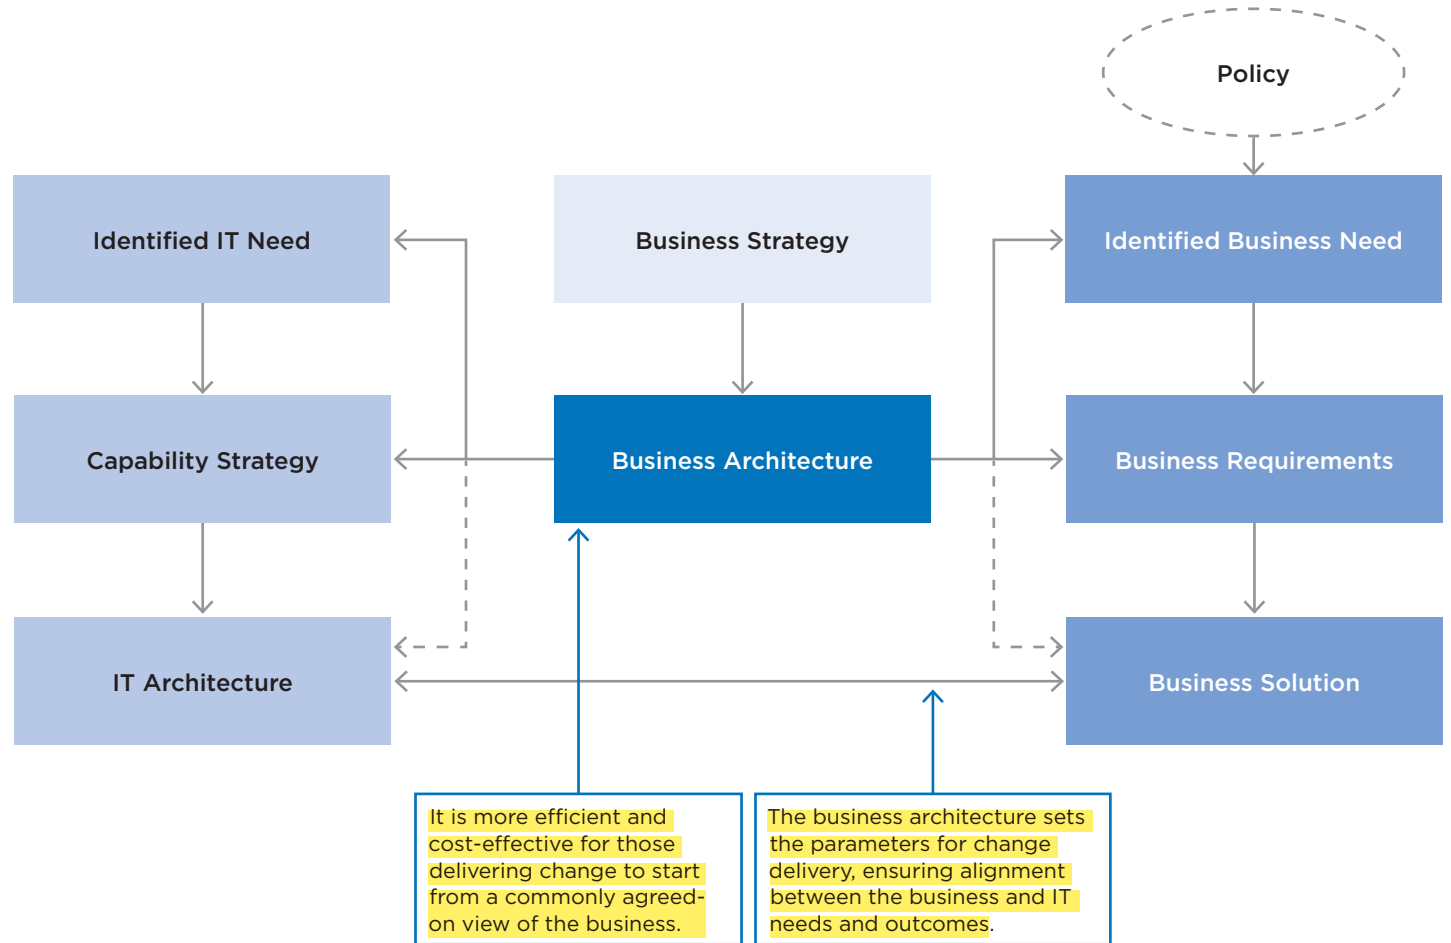 Policy
Identified IT Need
Business Strategy
Identified Business Need
Capability Strategy
Business Architecture
Business Requirements
IT Architecture
Business Solution
It is more efficient and
cost-effective for those
delivering change to start
from a commonly agreed-
on view of the business.
The business architecture sets
the parameters for change
delivery, ensuring alignment
between the business and IT
needs and outcomes.